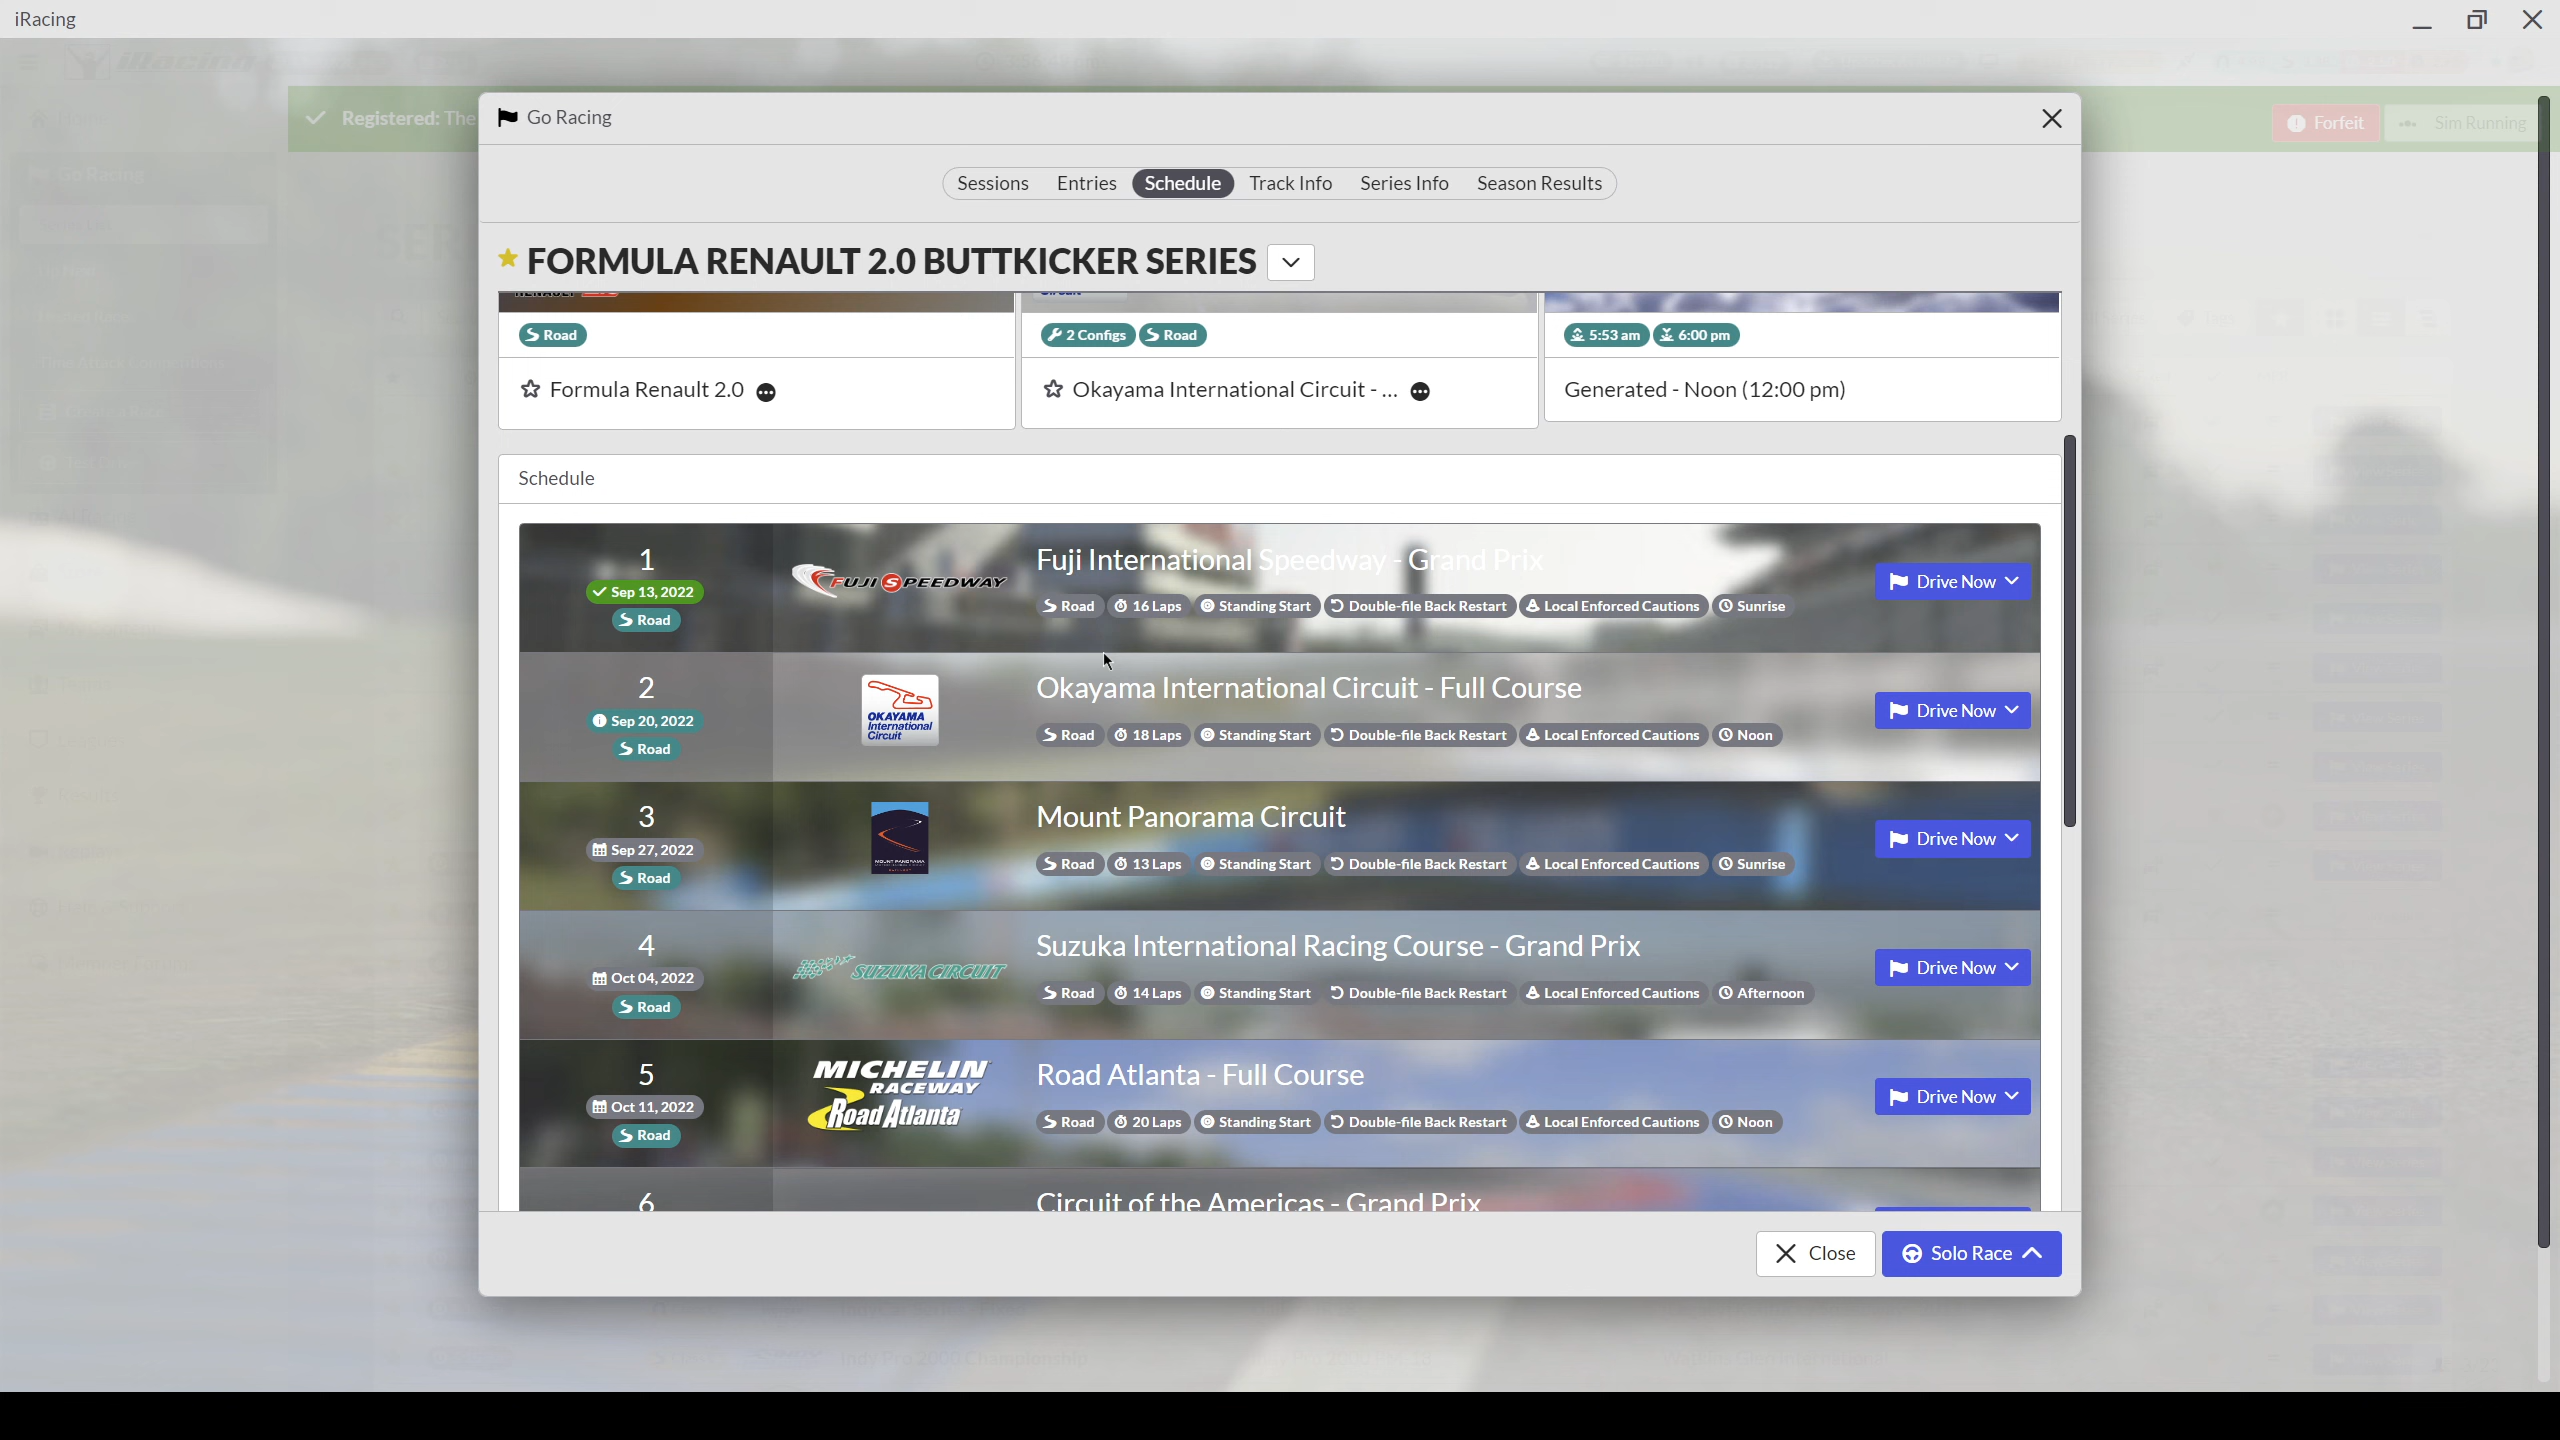 iRacing
iRacing
Registered: The
Forfeit
Sim Running
Go Racing
Sessions
Entries
Schedule
Track Info
Series Info
Season Results
FORMULA RENAULT 2.0 BUTTKICKER SERIES
Road
2 Configs
Road
5:53 am
6:00 pm
Formula Renault 2.0
Okayama International Circuit - ...
Generated - Noon (12:00 pm)
Schedule
1
Sep 13, 2022
Road
FUJI SPEEDWAY
Fuji International Speedway - Grand Prix
Road
16 Laps
Standing Start
Double-file Back Restart
Local Enforced Cautions
Sunrise
Drive Now
2
Sep 20, 2022
Road
OKAYAMA
International
Circuit
Okayama International Circuit - Full Course
Road
18 Laps
Standing Start
Double-file Back Restart
Local Enforced Cautions
Noon
Drive Now
3
Sep 27, 2022
Road
MOUNT PANORAMA
Mount Panorama Circuit
Road
13 Laps
Standing Start
Double-file Back Restart
Local Enforced Cautions
Sunrise
Drive Now
4
Oct 04, 2022
Road
SUZUKA CIRCUIT
Suzuka International Racing Course - Grand Prix
Road
14 Laps
Standing Start
Double-file Back Restart
Local Enforced Cautions
Afternoon
Drive Now
5
Oct 11, 2022
Road
MICHELIN
RACEWAY
Road Atlanta
Road Atlanta - Full Course
Road
20 Laps
Standing Start
Double-file Back Restart
Local Enforced Cautions
Noon
Drive Now
6
Circuit of the Americas - Grand Prix
Close
Solo Race
Indy Pro 2000 Championship